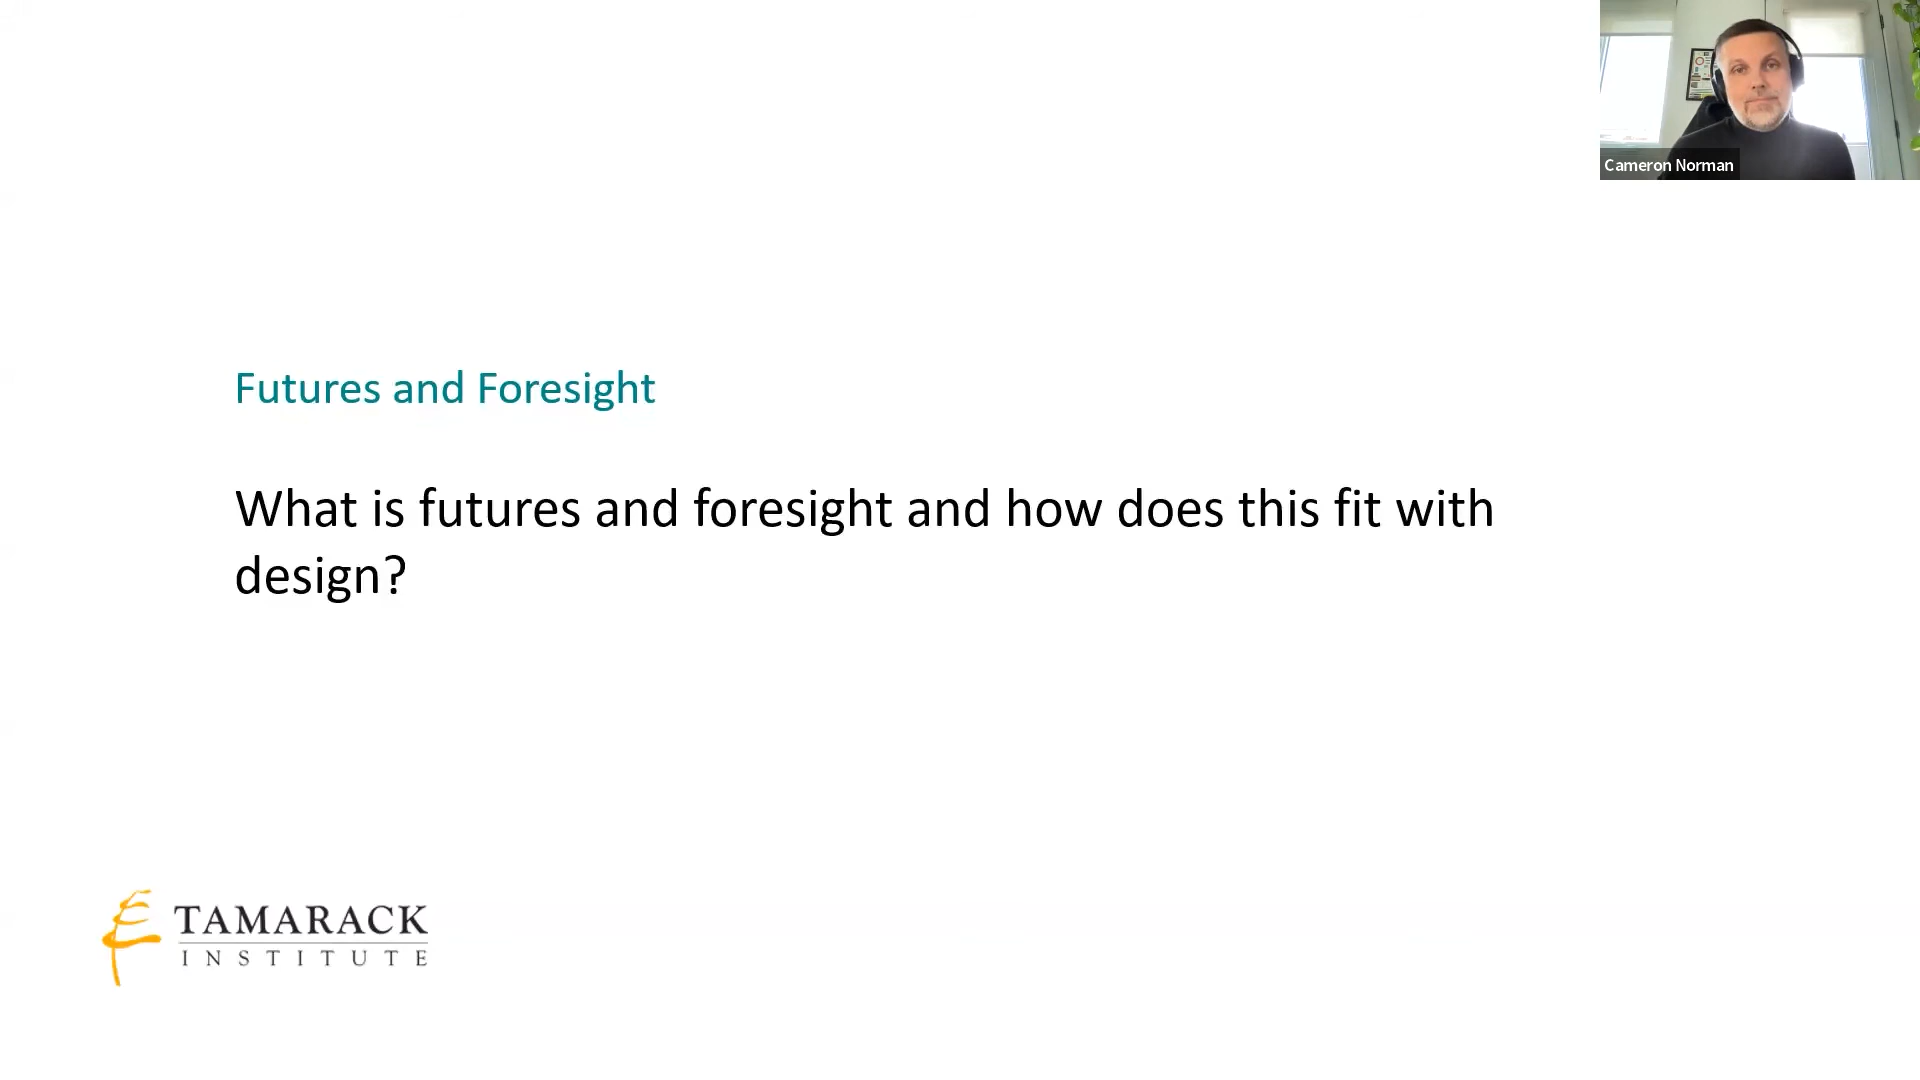 Cameron Norman
Futures and Foresight
What is futures and foresight and how does this fit with
design?
TAMARACK
INSTITUTE